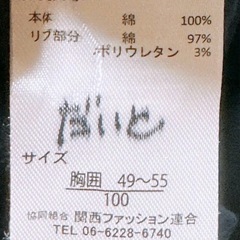 本体 綿 100%
リブ部分 綿 97%
ポリウレタン 3%
だいと
サイズ
胸囲 49～55
100
協同組合 関西ファッション連合
TEL 06-6228-6740